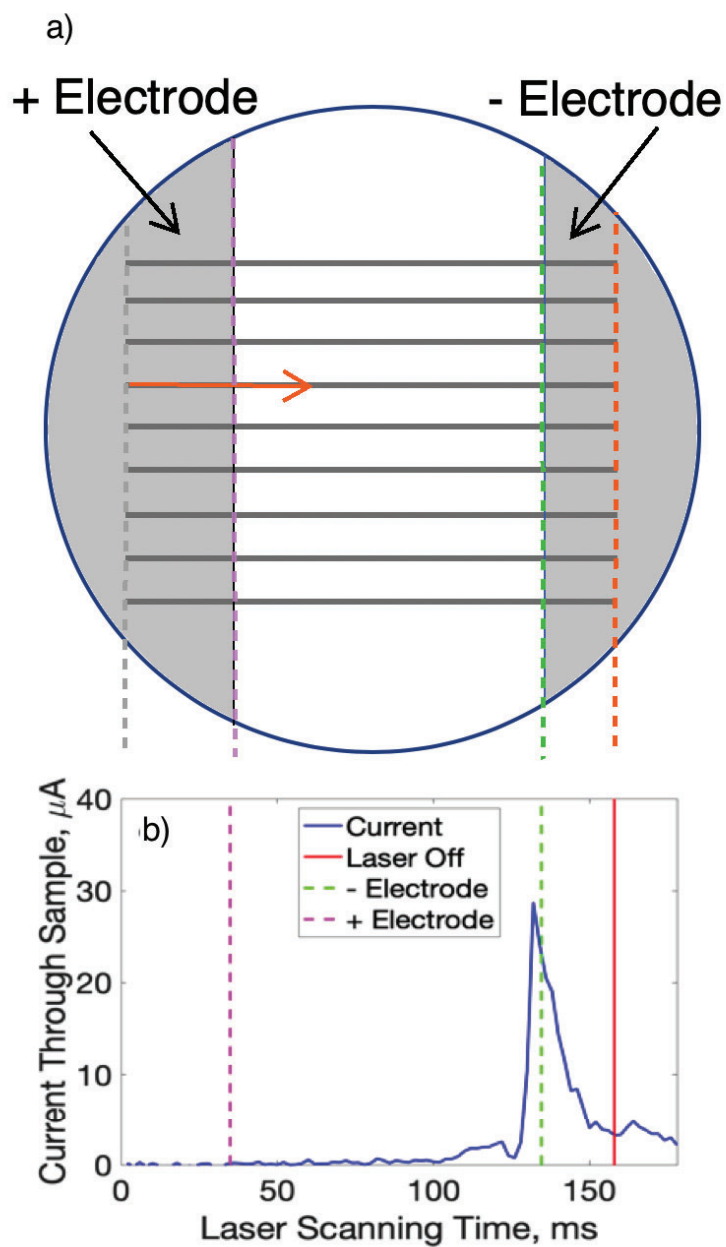 a)
+ Electrode
- Electrode
40
30
20
10
0
Current Through Sample, μA
b)
Current
Laser Off
- Electrode
+ Electrode
0
50
100
150
Laser Scanning Time, ms